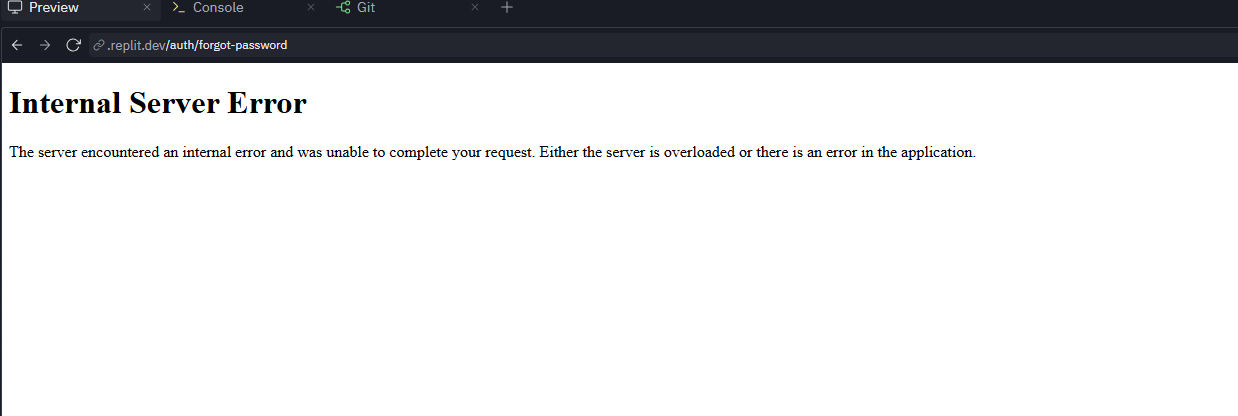 Preview × Console × Git × +
.replit.dev/auth/forgot-password
Internal Server Error
The server encountered an internal error and was unable to complete your request. Either the server is overloaded or there is an error in the application.